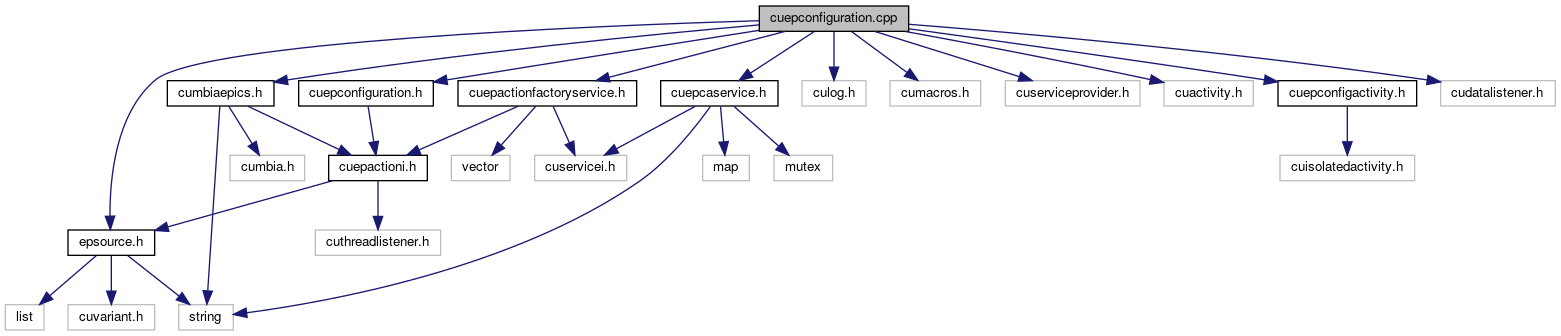 cuepconfiguration.cpp
cumbiaepics.h
cuepconfiguration.h
cuepactionfactoryservice.h
cuepcaservice.h
culog.h
cumacros.h
cuserviceprovider.h
cuactivity.h
cuepconfigactivity.h
cudatalistener.h
cumbia.h
cuepactioni.h
vector
cuservicei.h
map
mutex
cuisolatedactivity.h
epsource.h
cuthreadlistener.h
list
cuvariant.h
string